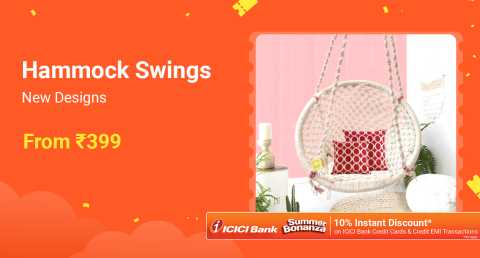 Hammock Swings
New Designs
From ₹399
ICICI Bank
Summer
Bonanza
10% Instant Discount*
on ICICI Bank Credit Cards & Credit EMI Transactions